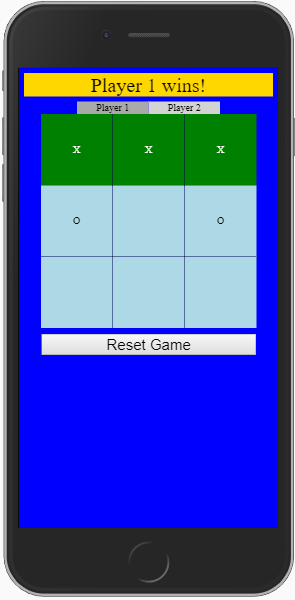 Player 1 wins!
Player 1 Player 2
x x x
o o
Reset Game